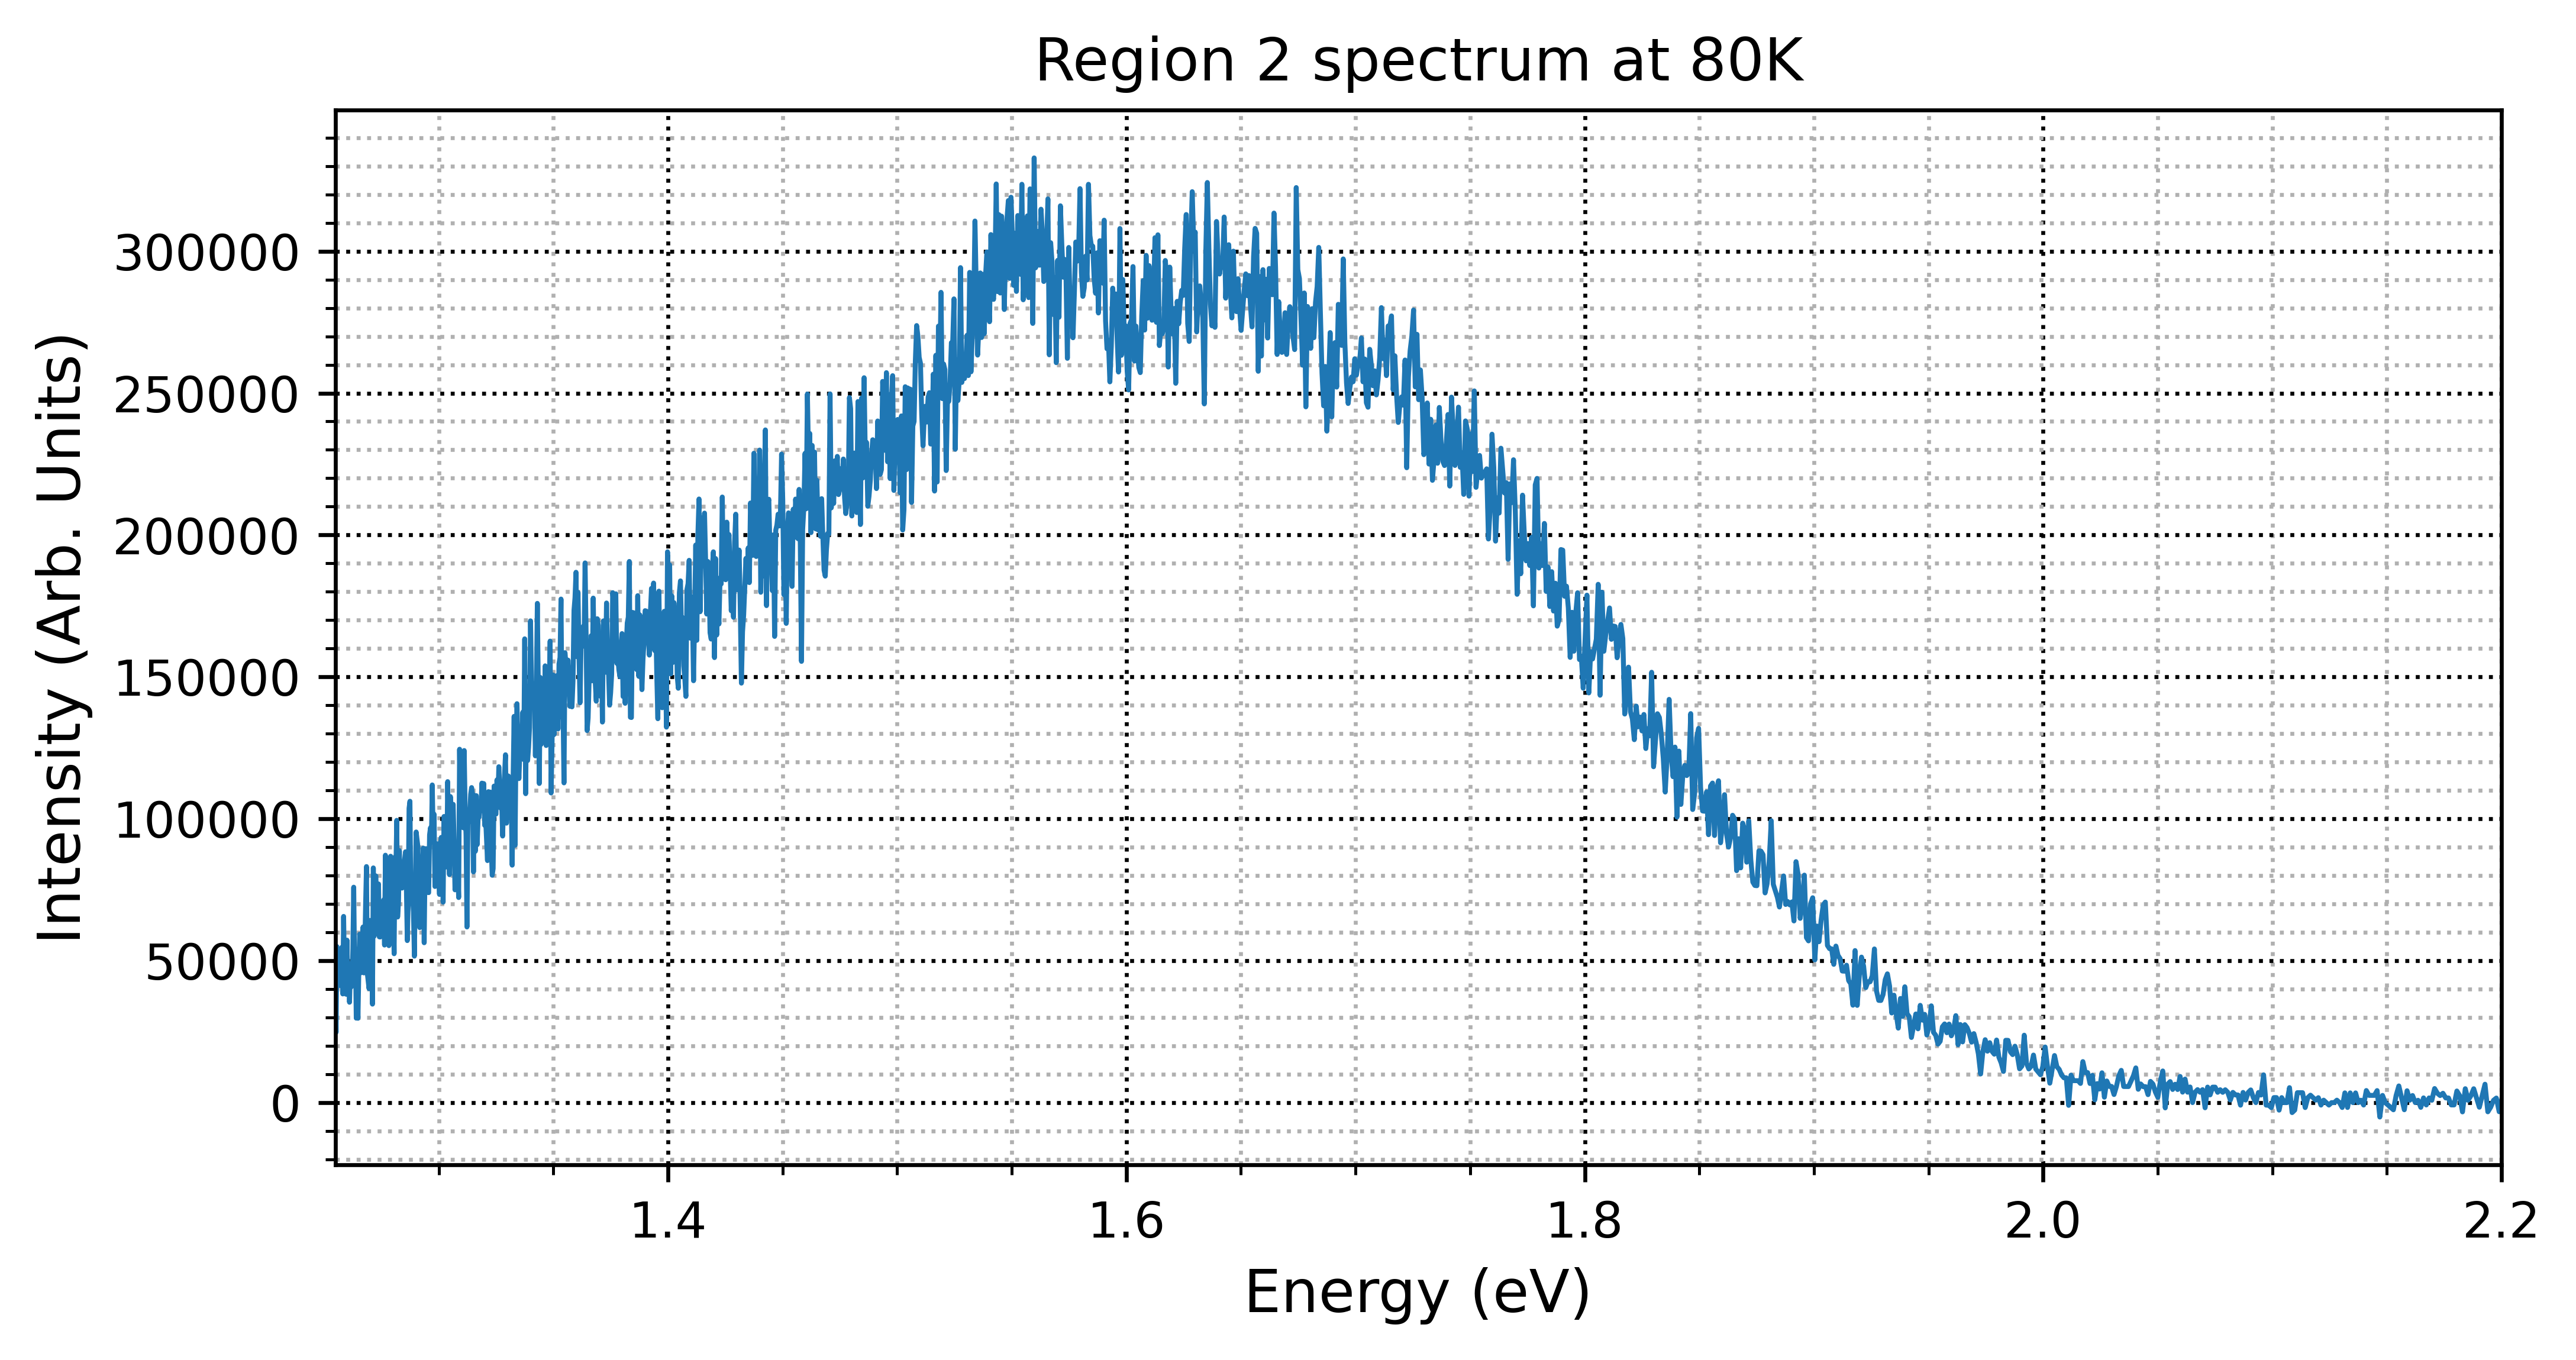 Region 2 spectrum at 80K
Intensity (Arb. Units)
300000
250000
200000
150000
100000
50000
0
1.4 1.6 1.8 2.0 2.2
Energy (eV)